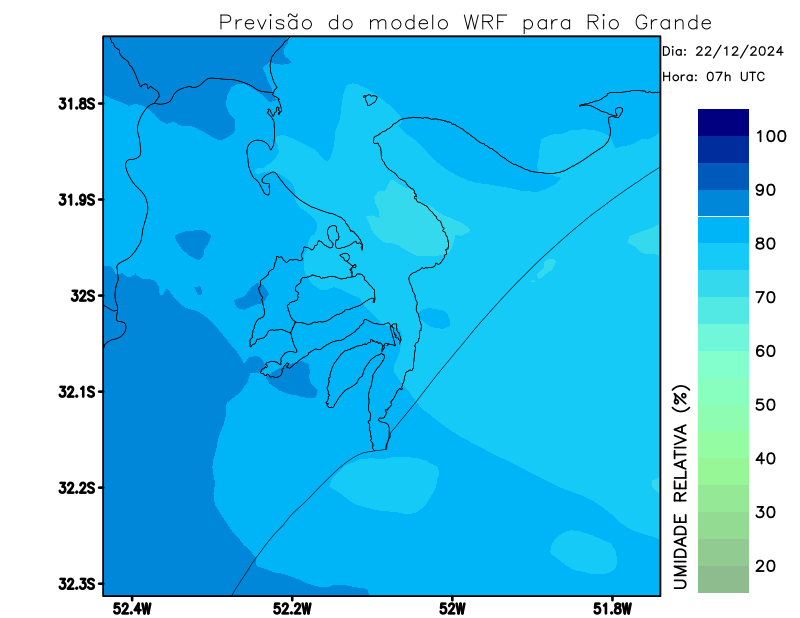 Previsão do modelo WRF para Rio Grande
Dia: 22/12/2024
Hora: 07h UTC
31.8S
31.9S
32S
32.1S
32.2S
32.3S
52.4W
52.2W
52W
51.8W
100
90
80
70
60
50
40
30
20
UMIDADE RELATIVA (%)